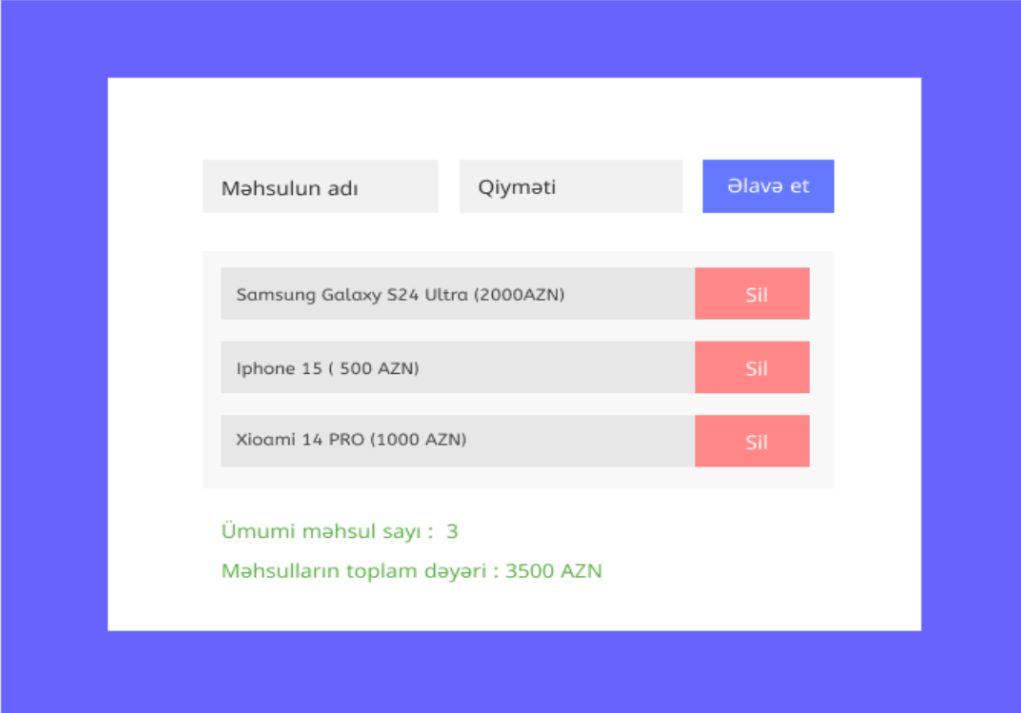 Məhsulun adı Qiyməti Əlavə et
Samsung Galaxy S24 Ultra (2000AZN) Sil
Iphone 15 ( 500 AZN) Sil
Xioami 14 PRO (1000 AZN) Sil
Ümumi məhsul sayı : 3
Məhsulların toplam dəyəri : 3500 AZN